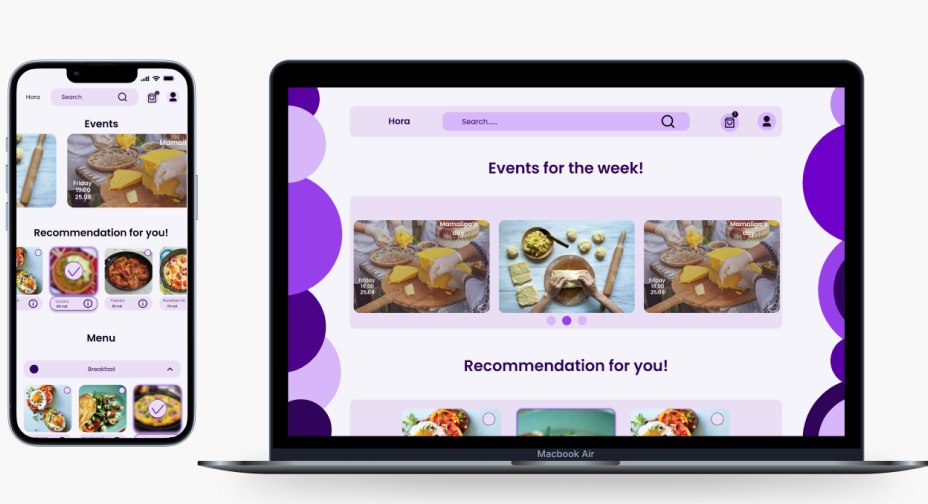 Hora
Search
Events
Mamali
Friday
19:00
25.08
Recommendation for you!
Menu
Breakfast
Hora
Search.....
Events for the week!
Mamaliga's
day
Friday
19:00
25.08
Mamaliga's
day
Friday
19:00
25.08
Recommendation for you!
Macbook Air